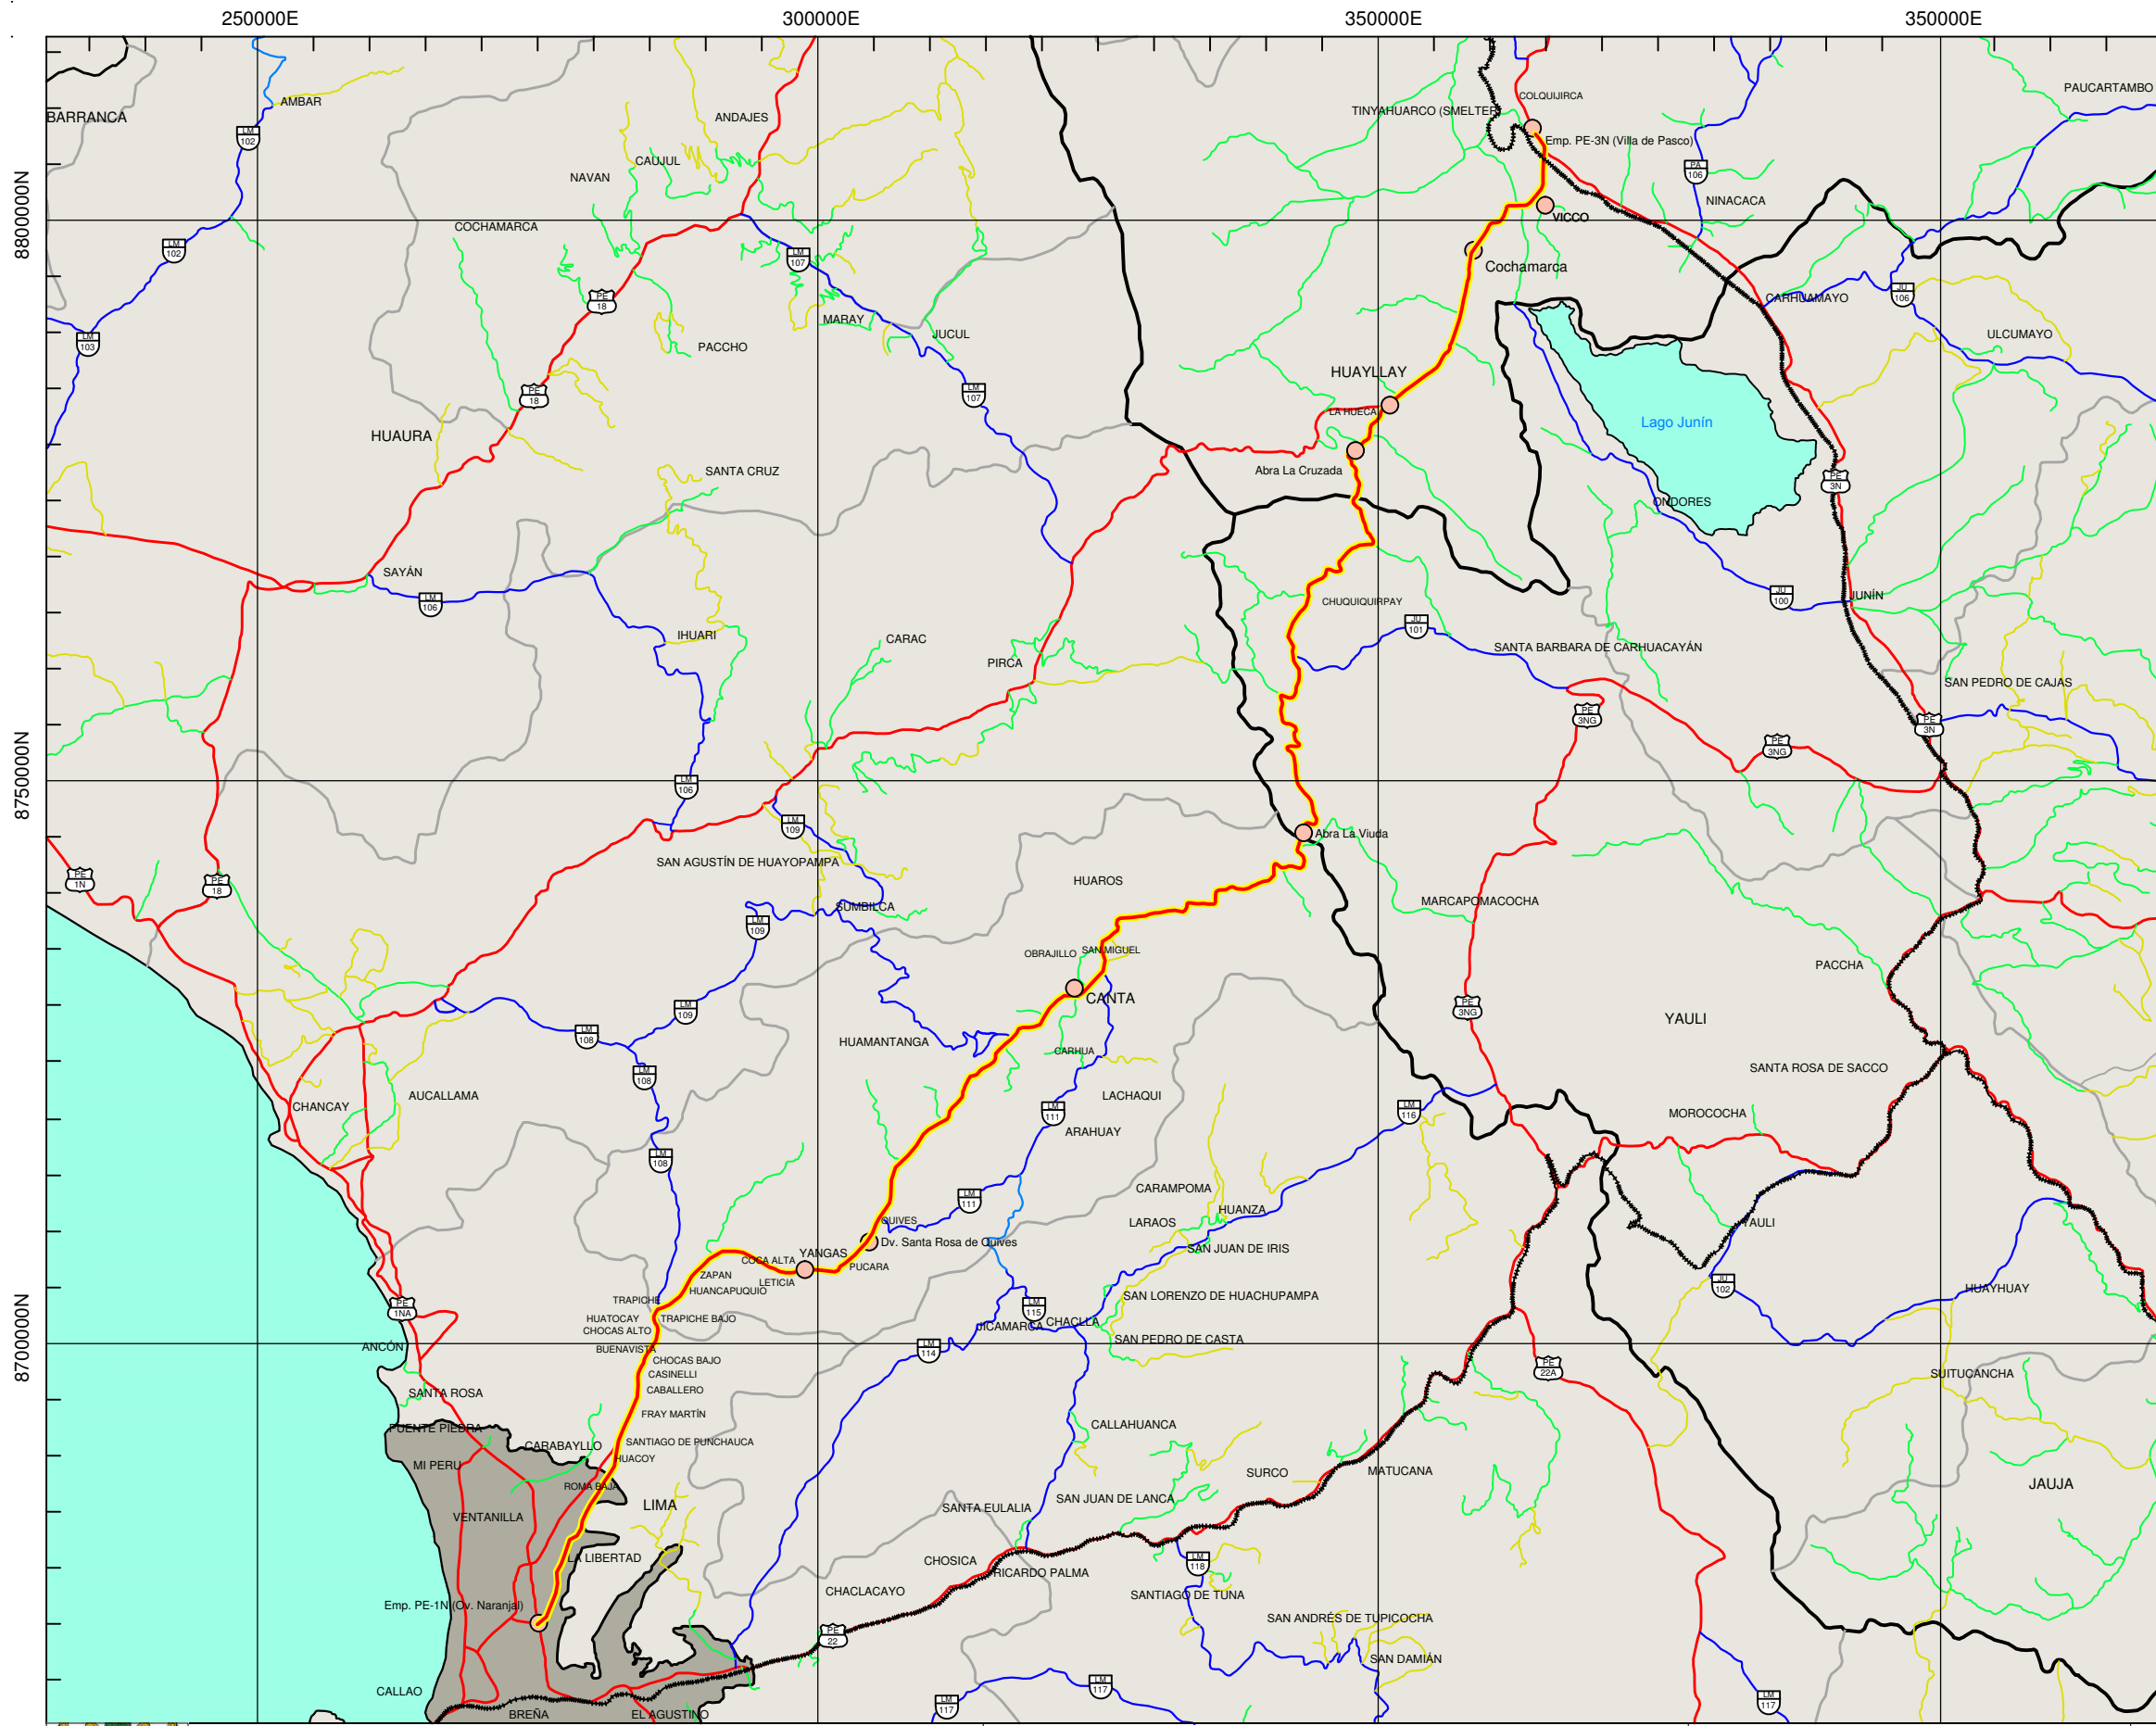 250000E 300000E 350000E 350000E
COLQUIJIRCA
PAUCARTAMBO
AMBAR
TINYAHUARCO (SMELTER)
BARRANCA
ANDAJES
LM 102
Emp. PE-3N (Villa de Pasco)
CAUJUL
PA 106
NAVAN
NINACACA
8800000N
VICCO
COCHAMARCA
LM 102
LM 107
Cochamarca
PE 18
CARHUAMAYO
JU 106
MARAY
JUCUL
ULCUMAYO
LM 103
PACCHO
HUAYLLAY
PE 18
LM 107
LA HUECA
Lago Junín
HUAURA
SANTA CRUZ
Abra La Cruzada
PE 3N
ONDORES
SAYÁN
JUNÍN
JU 100
LM 106
CHUQUIQUIRPAY
JU 101
IHUARI
CARAC
SANTA BARBARA DE CARHUACAYÁN
PIRCA
SAN PEDRO DE CAJAS
PE 3NG
PE 3N
PE 3NG
8750000N
LM 106
LM 109
Abra La Viuda
SAN AGUSTÍN DE HUAYOPAMPA
PE 1N
PE 18
HUAROS
MARCAPOMACOCHA
SUMBILCA
LM 109
OBRAJILLO
SAN MIGUEL
PACCHA
CANTA
LM 109
PE 3NG
YAULI
LM 108
HUAMANTANGA
CARHUA
SANTA ROSA DE SACCO
LM 108
AUCALLAMA
LACHAQUI
CHANCAY
LM 111
LM 116
MOROCOCHA
ARAHUAY
LM 108
CARAMPOMA
LM 111
HUANZA
QUIVES
LARAOS
YAULI
Dv. Santa Rosa de Quives
SAN JUAN DE IRIS
YANGAS
COCA ALTA
PUCARA
ZAPAN
LETICIA
HUANCAPUQUIO
JU 102
HUAYHUAY
SAN LORENZO DE HUACHUPAMPA
TRAPICHE
PE 1NA
LM 115
HUATOCAY
TRAPICHE BAJO
CHACLLA
JICAMARCA
CHOCAS ALTO
SAN PEDRO DE CASTA
8700000N
ANCÓN
BUENAVISTA
LM 114
CHOCAS BAJO
PE 22A
CASINELLI
SUITUCANCHA
SANTA ROSA
CABALLERO
FRAY MARTÍN
CALLAHUANCA
PUENTE PIEDRA
SANTIAGO DE PUNCHAUCA
CARABAYLLO
HUACOY
MI PERU
SURCO
MATUCANA
ROMA BAJA
JAUJA
SAN JUAN DE LANCA
LIMA
SANTA EULALIA
VENTANILLA
LA LIBERTAD
CHOSICA
LM 118
RICARDO PALMA
CHACLACAYO
SANTIAGO DE TUNA
Emp. PE-1N (Ov. Naranjal)
SAN ANDRÉS DE TUPICOCHA
PE 22
SAN DAMIÁN
CALLAO
LM 117
LM 117
LM 117
BREÑA
EL AGUSTINO